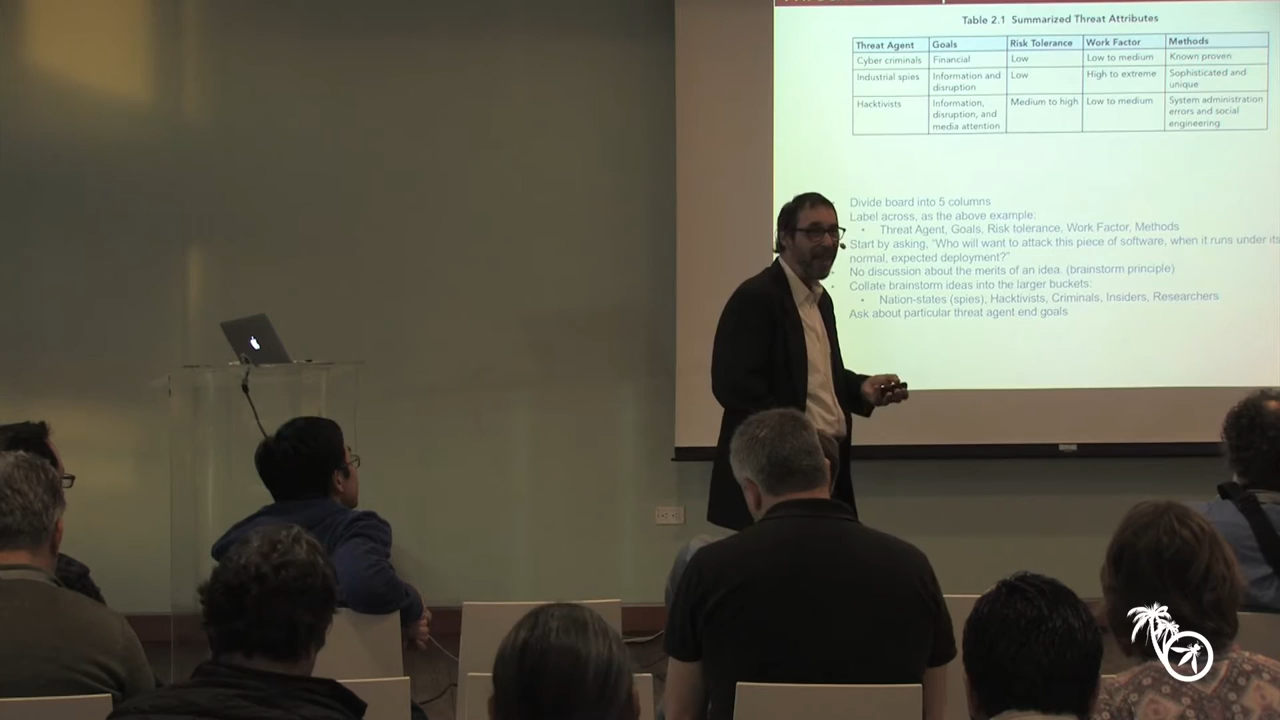 Table 2.1 Summarized Threat Attributes
Threat Agent Goals Risk Tolerance Work Factor Methods
Cyber criminals Financial Low Low to medium Known proven
Industrial spies Information and disruption Low High to extreme Sophisticated and unique
Hacktivists Information, disruption, and media attention Medium to high Low to medium System administration errors and social engineering
Divide board into 5 columns
Label across, as the above example:
• Threat Agent, Goals, Risk tolerance, Work Factor, Methods
Start by asking, "Who will want to attack this piece of software, when it runs under its
normal, expected deployment?"
No discussion about the merits of an idea. (brainstorm principle)
Collate brainstorm ideas into the larger buckets:
• Nation-states (spies), Hacktivists, Criminals, Insiders, Researchers
Ask about particular threat agent end goals